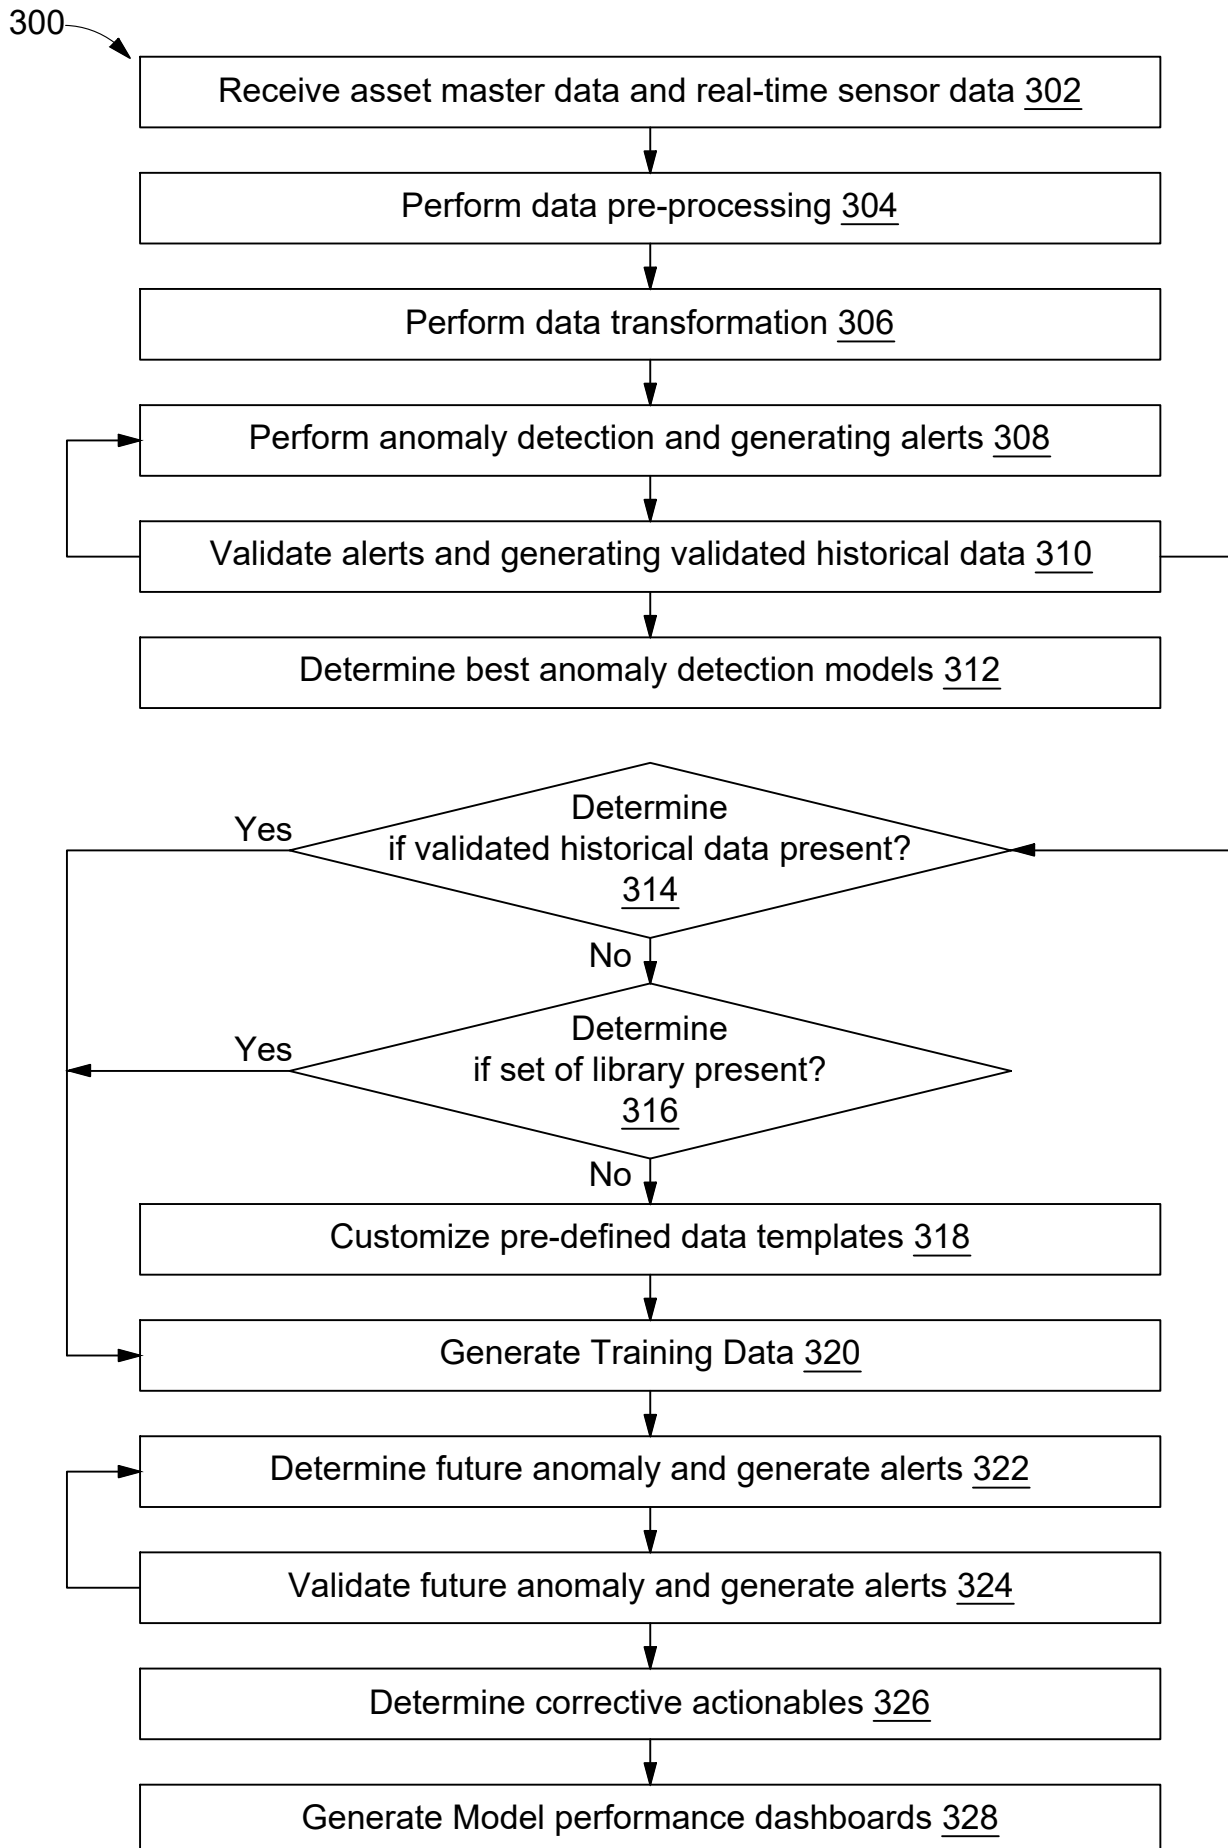 300
Receive asset master data and real-time sensor data 302
Perform data pre-processing 304
Perform data transformation 306
Perform anomaly detection and generating alerts 308
Validate alerts and generating validated historical data 310
Determine best anomaly detection models 312
Yes
Determine
if validated historical data present?
314
No
Yes
Determine
if set of library present?
316
No
Customize pre-defined data templates 318
Generate Training Data 320
Determine future anomaly and generate alerts 322
Validate future anomaly and generate alerts 324
Determine corrective actionables 326
Generate Model performance dashboards 328